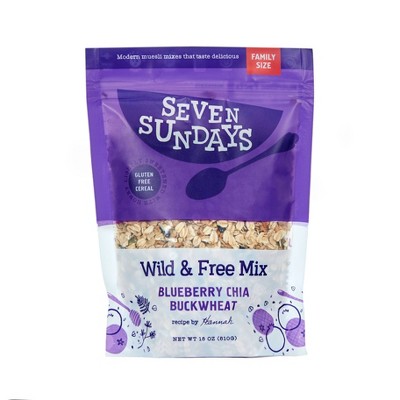 Modern muesli mixes that taste delicious
FAMILY
SIZE
SEVEN
SUNDAYS
GLUTEN
FREE
CEREAL
Wild & Free Mix
BLUEBERRY CHIA
BUCKWHEAT
recipe by Hannah
NET WT 18 OZ (510G)